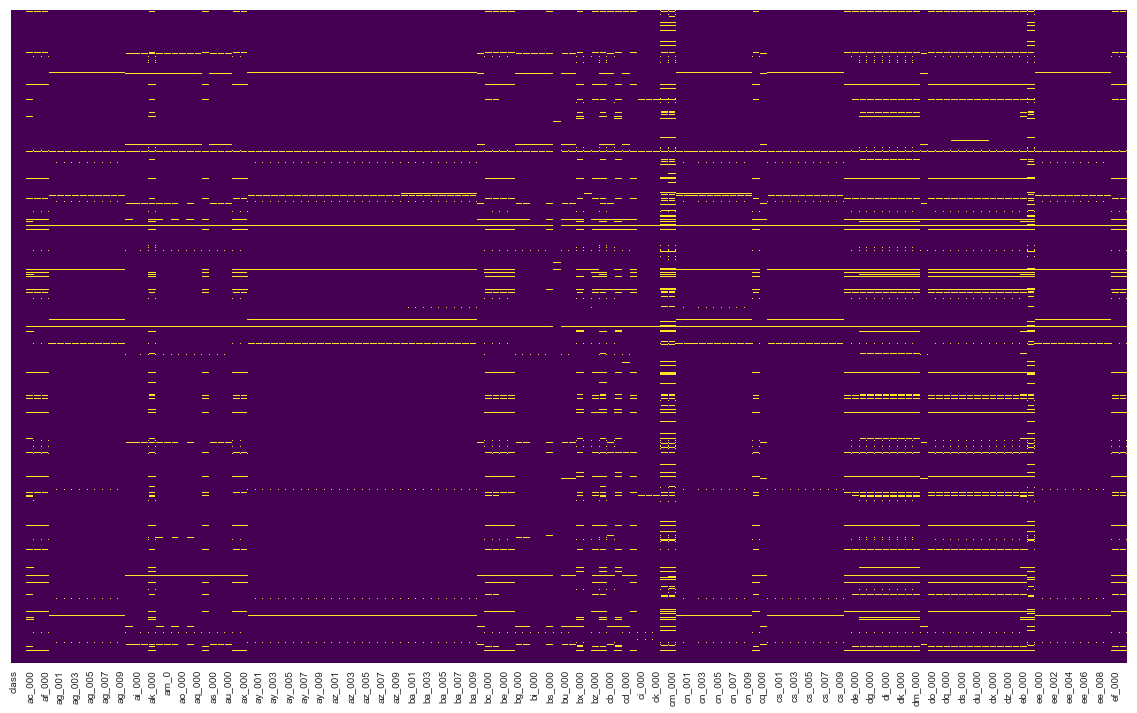 class
ac_000
af_000
ag_001
ag_003
ag_005
ag_007
ag_009
ai_000
ak_000
am_0
ao_000
aq_000
as_000
au_000
ax_000
ay_001
ay_003
ay_005
ay_007
ay_009
az_001
az_003
az_005
az_007
az_009
ba_001
ba_003
ba_005
ba_007
ba_009
bc_000
be_000
bg_000
bi_000
bs_000
bu_000
bx_000
bz_000
cb_000
cd_000
ci_000
ck_000
cm_000
cn_001
cn_003
cn_005
cn_007
cn_009
cq_000
cs_001
cs_003
cs_005
cs_007
cs_009
de_000
dg_000
di_000
dk_000
dm_000
do_000
dq_000
ds_000
du_000
dx_000
dz_000
eb_000
ee_000
ee_002
ee_004
ee_006
ee_008
ef_000